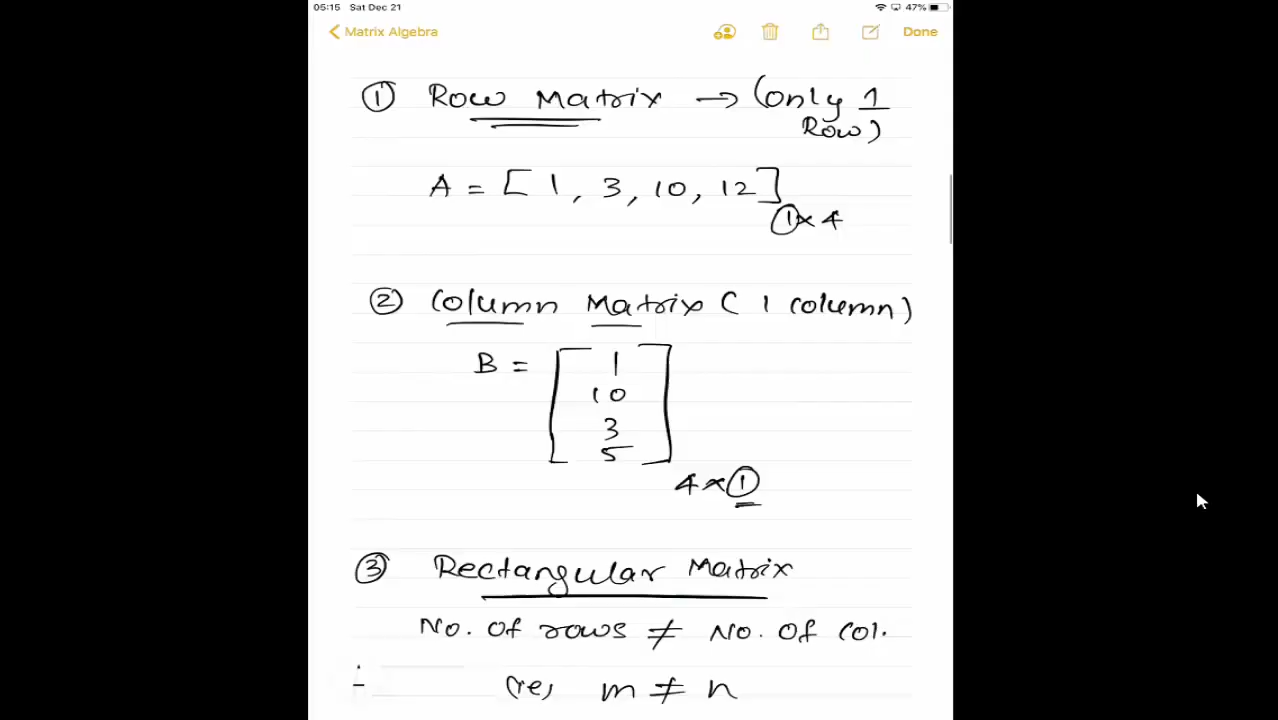 05:15 Sat Dec 21 47%
Matrix Algebra Done
① Row Matrix → (only 1
Row)
A = [ 1, 3, 10, 12 ]
① × 4
② Column Matrix ( 1 column)
B = [ 1
10
3
5 ]
4 × ①
③ Rectangular Matrix
No. of rows ≠ No. of Col.
(ie, m ≠ n